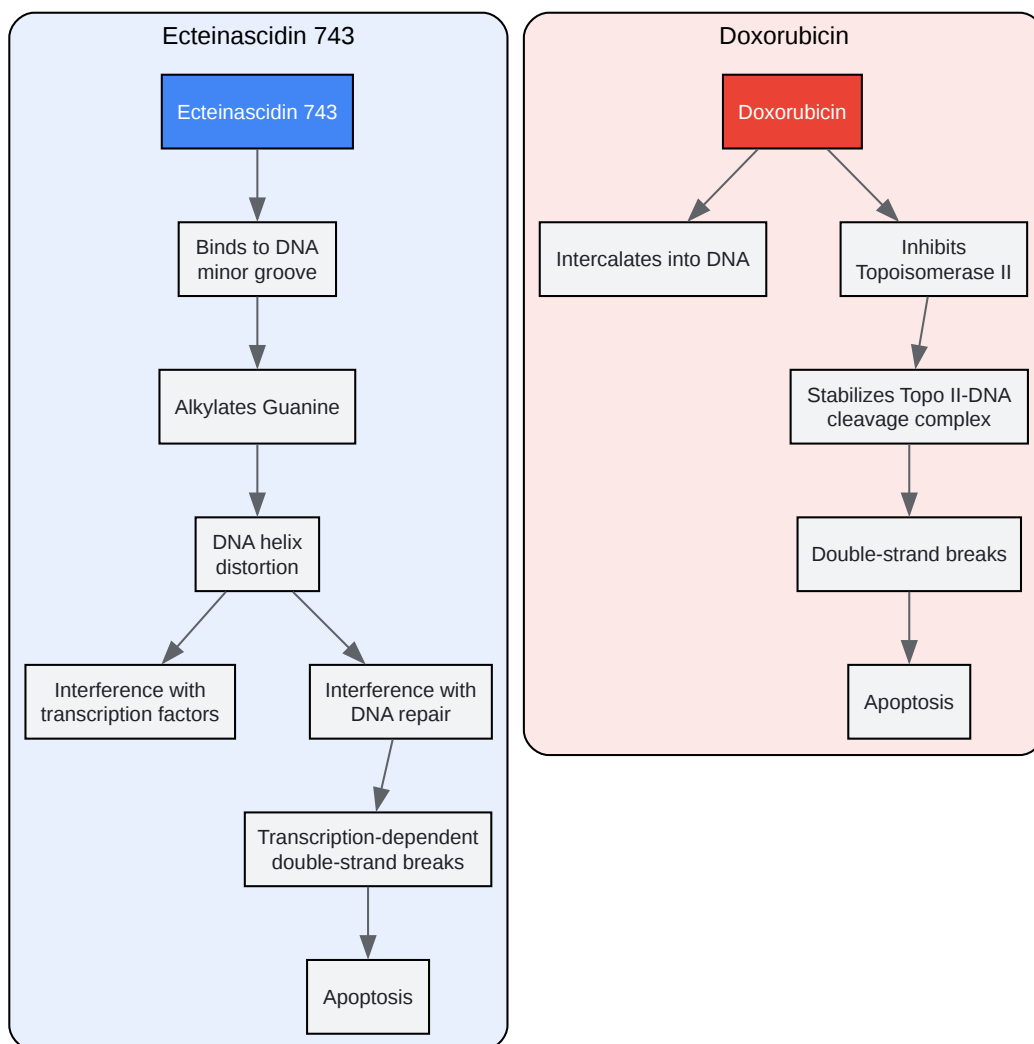 Ecteinascidin 743
Ecteinascidin 743
Binds to DNA
minor groove
Alkylates Guanine
DNA helix
distortion
Interference with
transcription factors
Interference with
DNA repair
Transcription-dependent
double-strand breaks
Apoptosis
Doxorubicin
Doxorubicin
Intercalates into DNA
Inhibits
Topoisomerase II
Stabilizes Topo II-DNA
cleavage complex
Double-strand breaks
Apoptosis